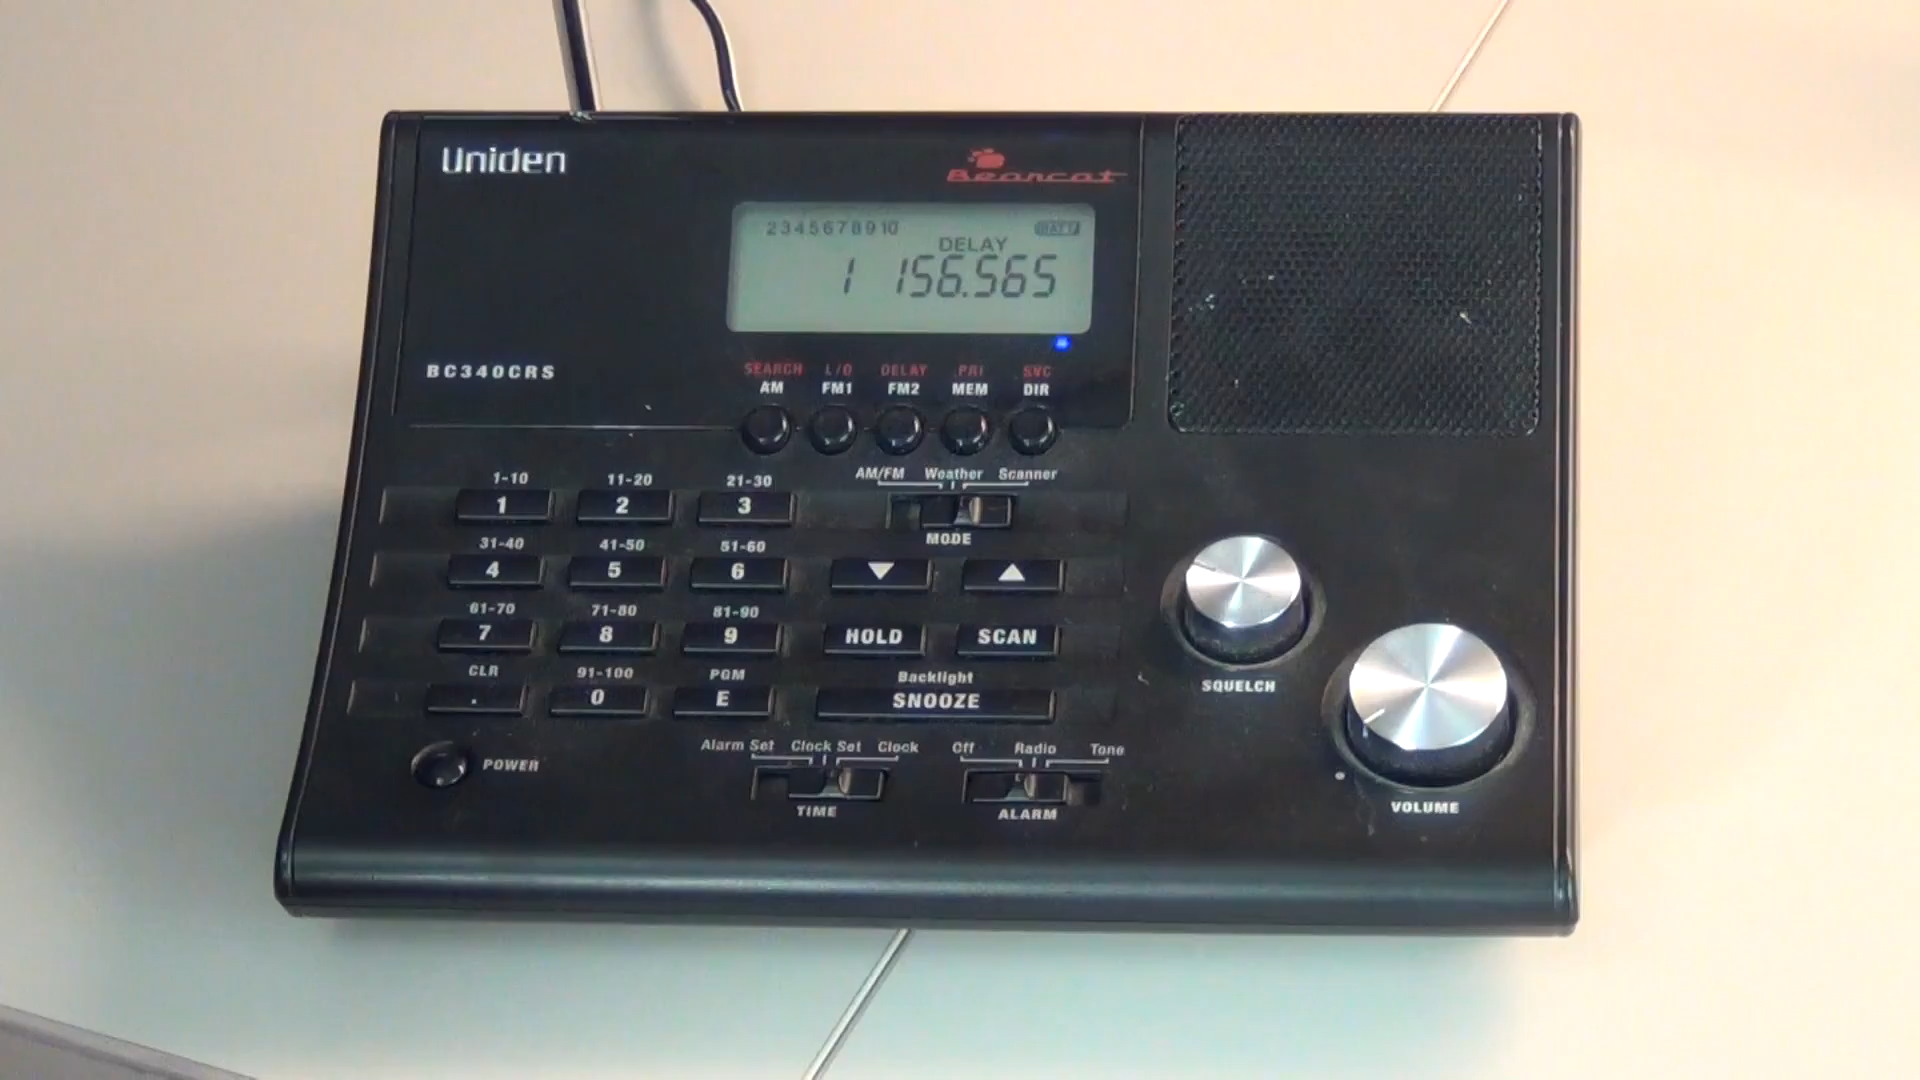 Uniden
Bearcat
2345678910 BATT
DELAY
1 156.565
BC340CRS
SEARCH L/O DELAY PRI SVC
AM FM1 FM2 MEM DIR
AM/FM Weather Scanner
MODE
1-10 11-20 21-30
1 2 3
31-40 41-50 51-60
4 5 6
61-70 71-80 81-90
7 8 9
HOLD SCAN
CLR 91-100 PGM
. 0 E
Backlight
SNOOZE
SQUELCH
Alarm Set Clock Set Clock
TIME
Off Radio Tone
ALARM
POWER
VOLUME